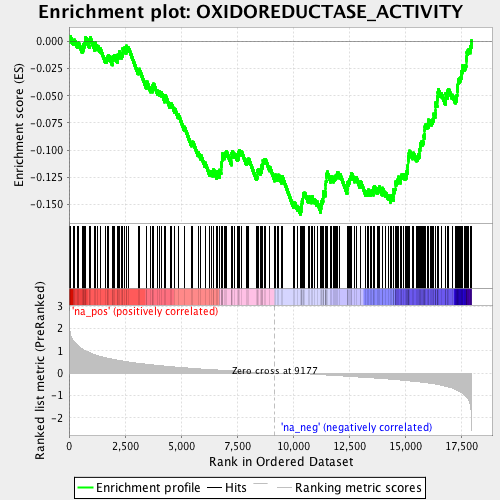 Enrichment plot: OXIDOREDUCTASE_ACTIVITY
Enrichment score (ES)
0.000
-0.025
-0.050
-0.075
-0.100
-0.125
-0.150
Ranked list metric (PreRanked)
3
2
1
0
-1
-2
'na_pos' (positively correlated)
Zero cross at 9177
'na_neg' (negatively correlated)
0
2,500
5,000
7,500
10,000
12,500
15,000
17,500
Rank in Ordered Dataset
Enrichment profile
Hits
Ranking metric scores